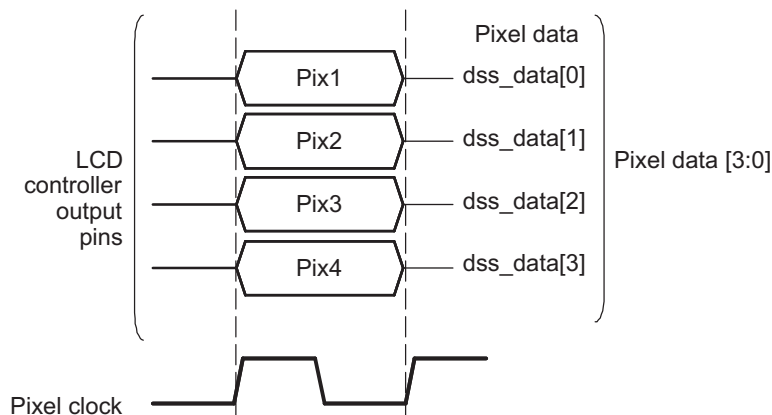 Pixel data
Pix1
dss_data[0]
Pix2
dss_data[1]
LCD
controller
output
pins
Pixel data [3:0]
Pix3
dss_data[2]
Pix4
dss_data[3]
Pixel clock